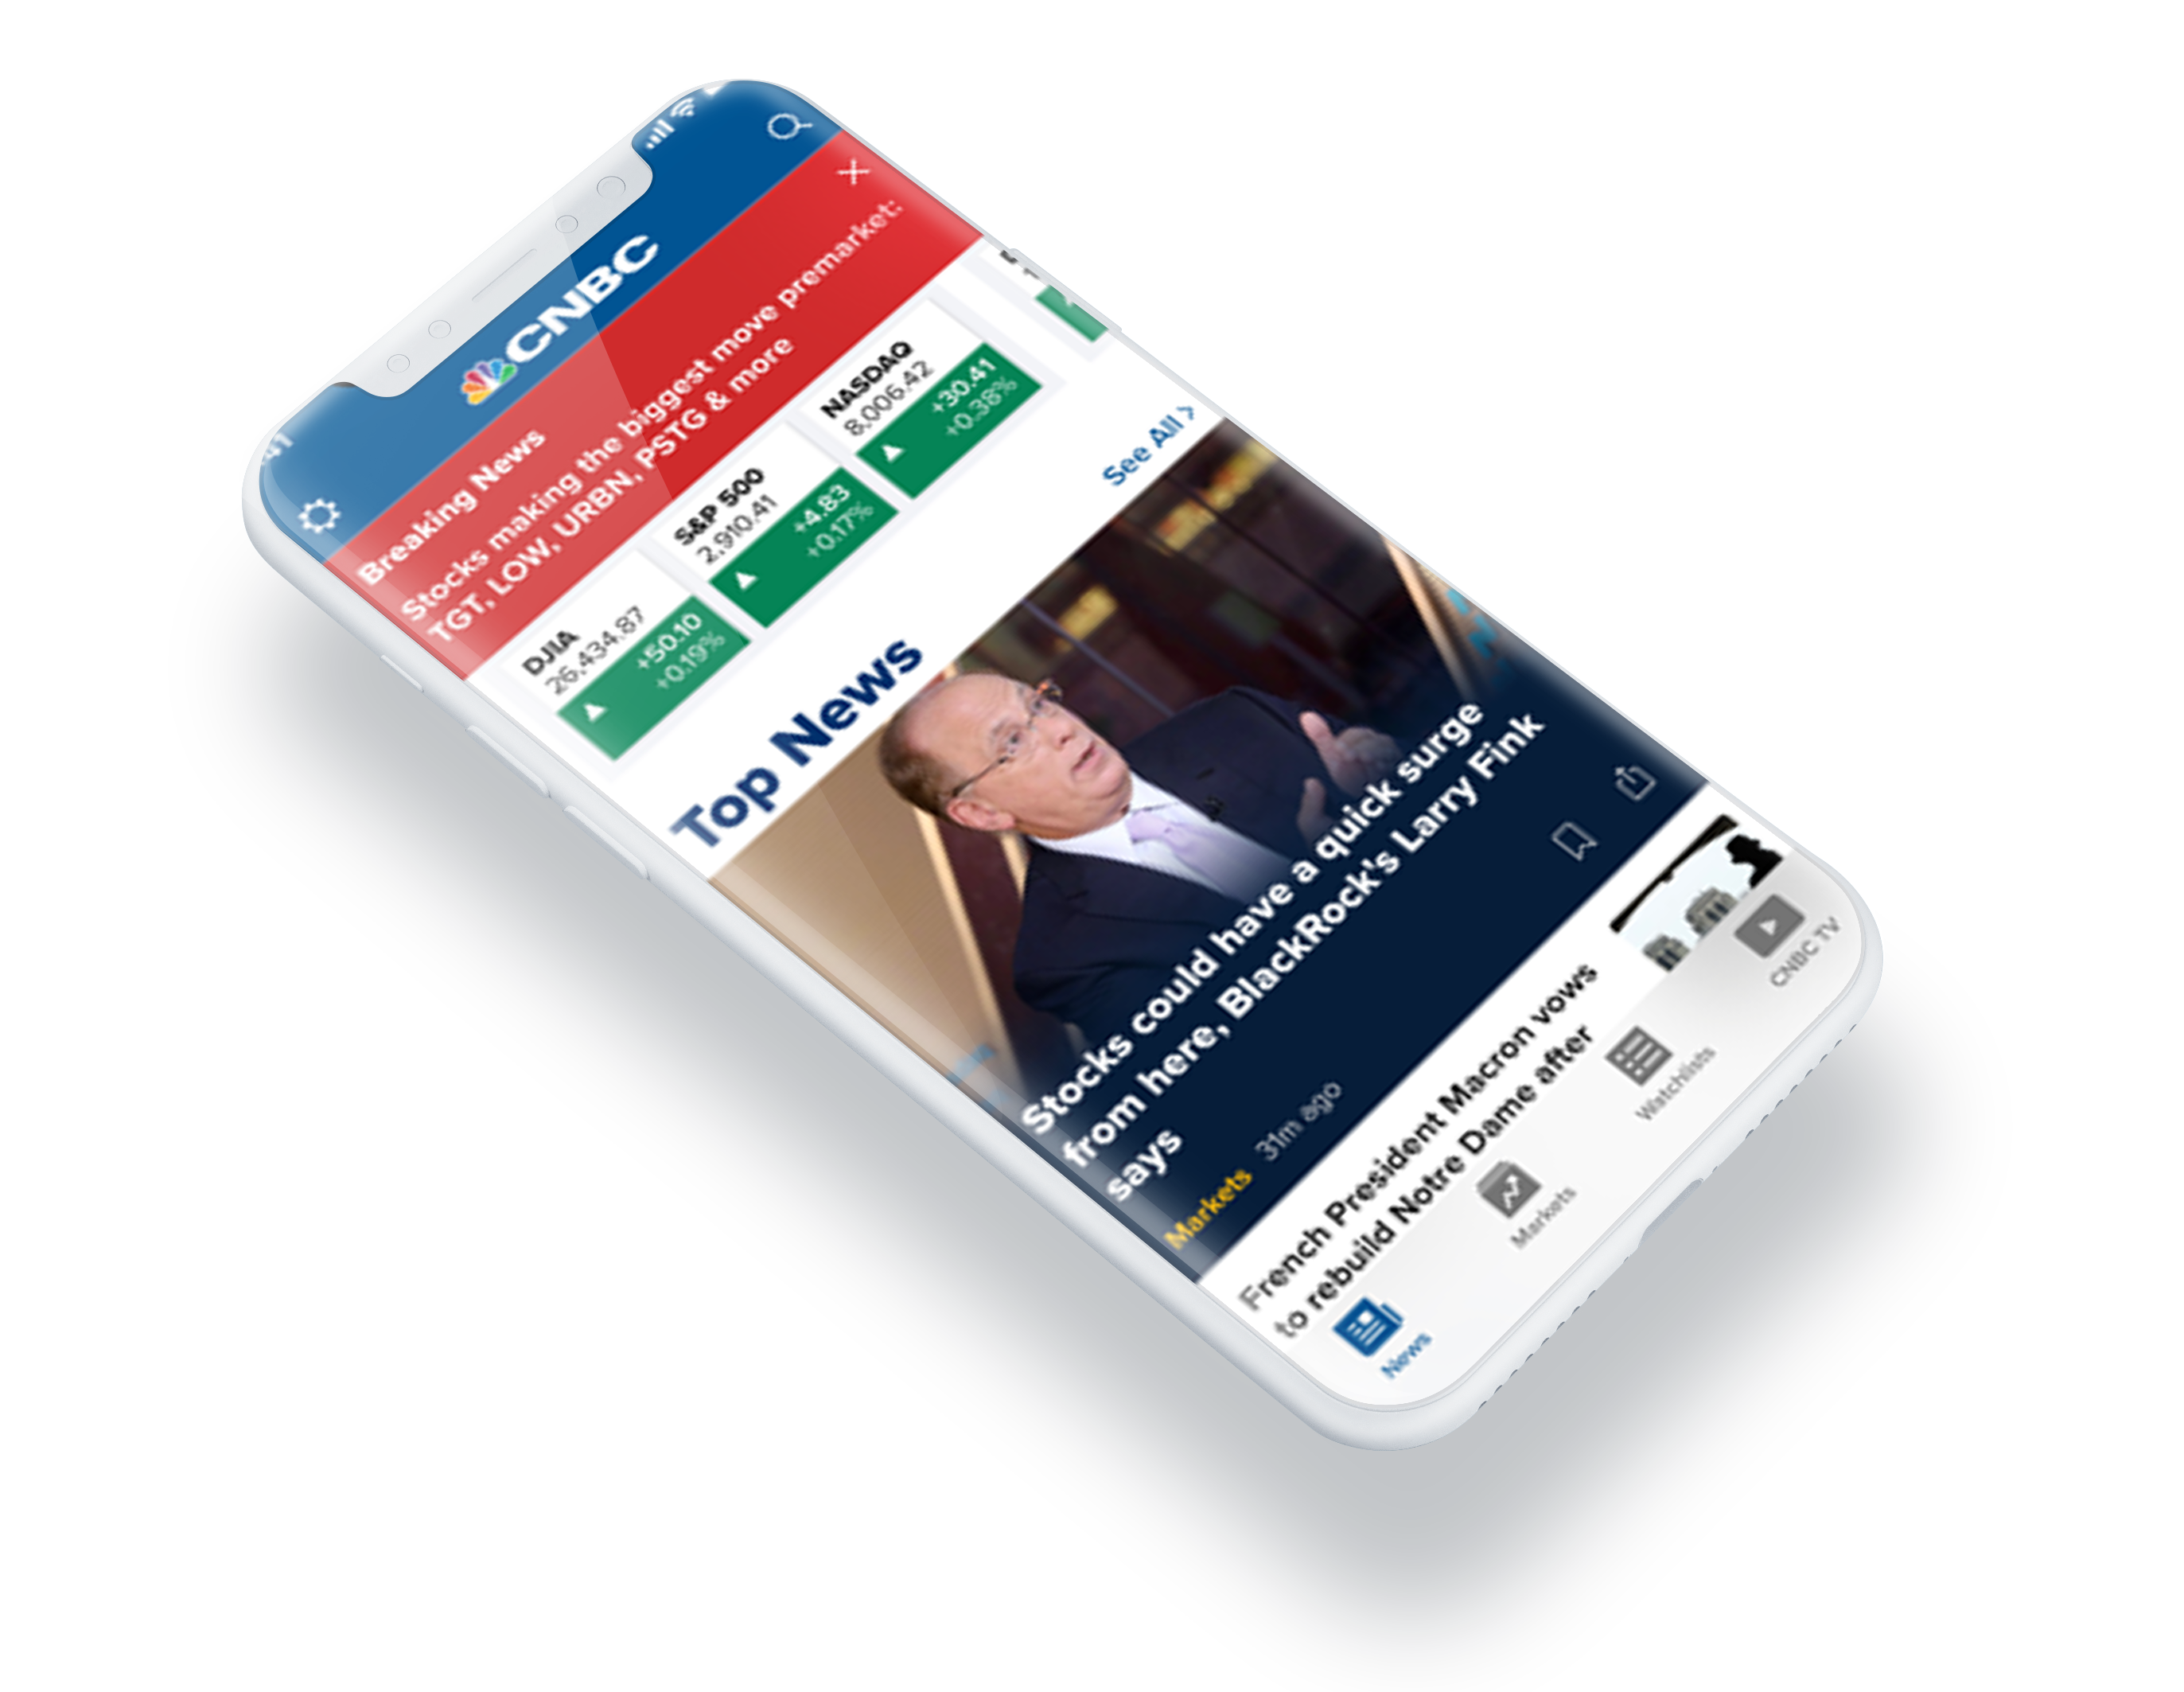 :41
CNBC
Breaking News
Stocks making the biggest move premarket:
TGT, LOW, URBN, PSTG & more
DJIA
26,434.87
+50.10
+0.19%
S&P 500
2,910.41
+4.83
+0.17%
NASDAQ
8,006.42
+30.41
+0.38%
Top News
See All >
Stocks could have a quick surge
from here, BlackRock's Larry Fink
says
Markets 31m ago
French President Macron vows
to rebuild Notre Dame after
News
Markets
Watchlists
CNBC TV